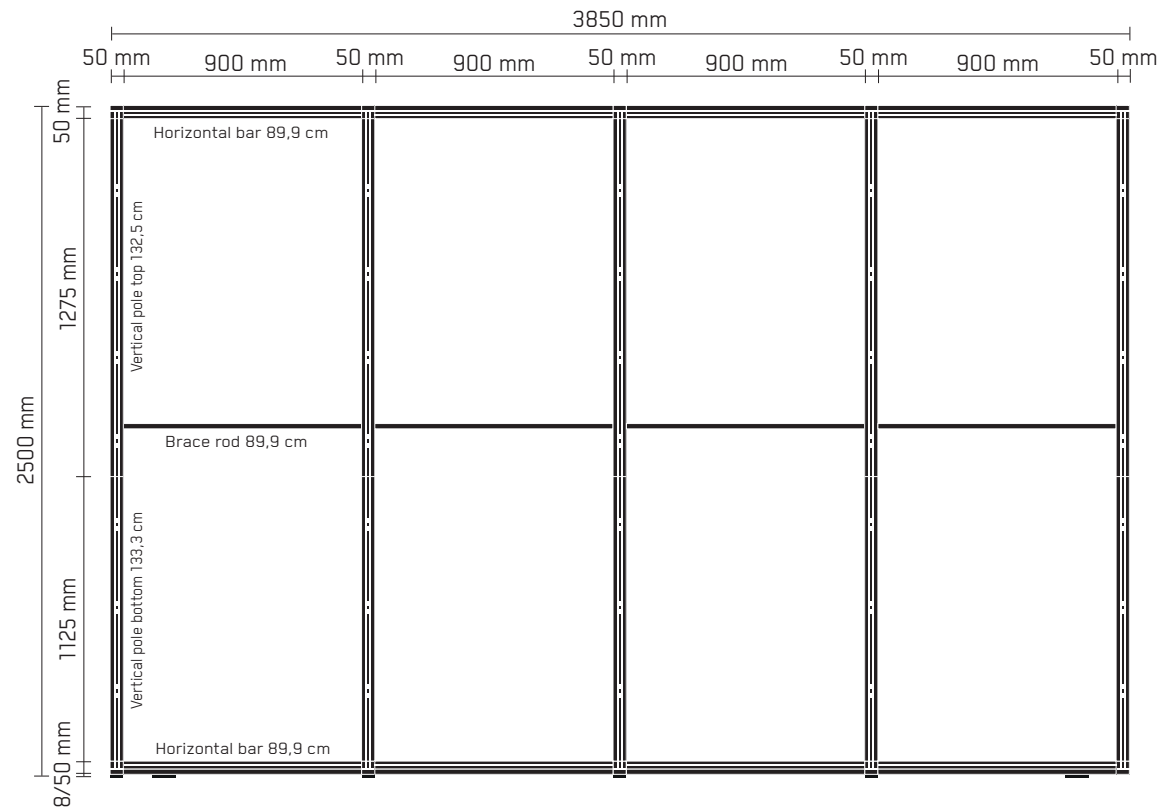 3850 mm
50 mm
900 mm
50 mm
900 mm
50 mm
900 mm
50 mm
900 mm
50 mm
50 mm
Horizontal bar 89,9 cm
Vertical pole top 132,5 cm
1275 mm
2500 mm
Brace rod 89,9 cm
Vertical pole bottom 133,3 cm
1125 mm
Horizontal bar 89,9 cm
8/50 mm